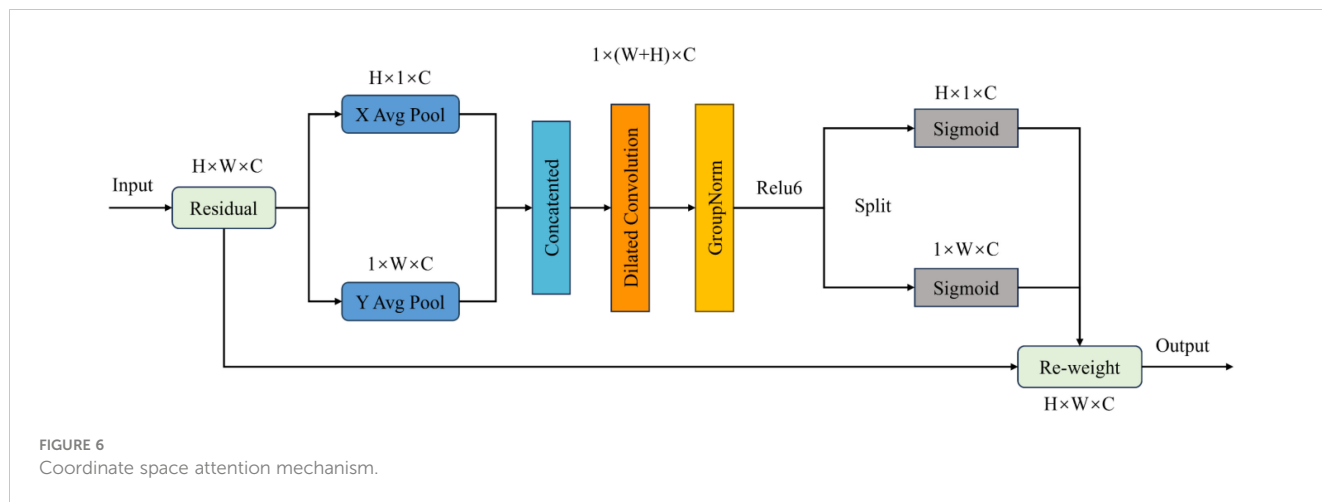 1×(W+H)×C
H×1×C
X Avg Pool
H×W×C
Input
Residual
1×W×C
Y Avg Pool
Concatented
Dilated Convolution
GroupNorm
Relu6
Split
H×1×C
Sigmoid
1×W×C
Sigmoid
Re-weight
H×W×C
Output
FIGURE 6
Coordinate space attention mechanism.